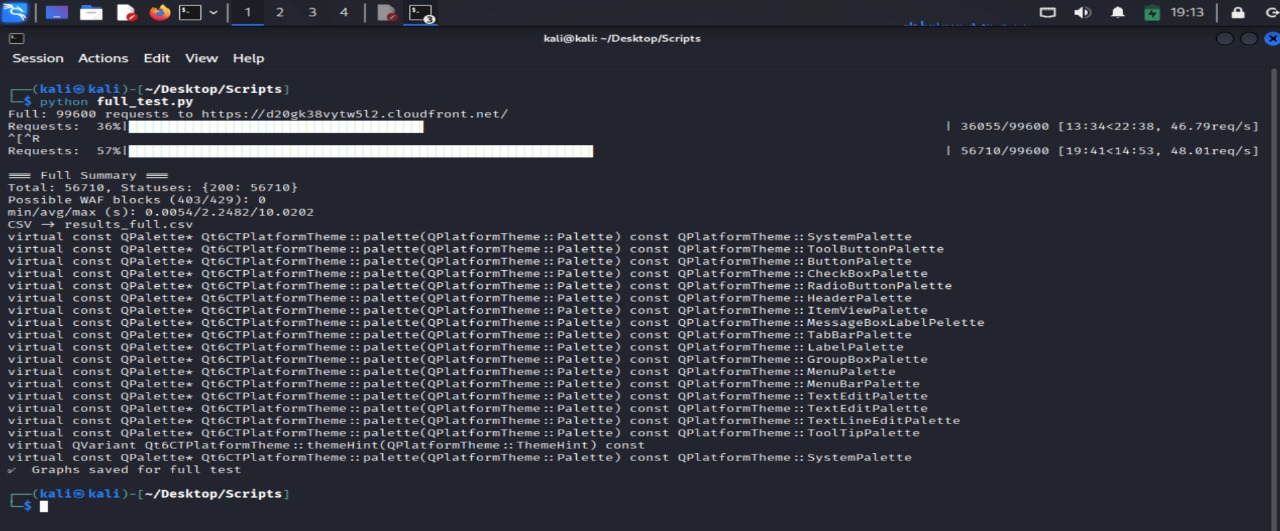 1 2 3 4 3 19:13
kali@kali: ~/Desktop/Scripts
Session Actions Edit View Help
┌──(kali㉿kali)-[~/Desktop/Scripts]
└─$ python full_test.py
Full: 99600 requests to https://d20gk38vytw5l2.cloudfront.net/
Requests: 36%| | 36055/99600 [13:34<22:38, 46.79req/s]
^[^R
Requests: 57%| | 56710/99600 [19:41<14:53, 48.01req/s]
=== Full Summary ===
Total: 56710, Statuses: {200: 56710}
Possible WAF blocks (403/429): 0
min/avg/max (s): 0.0054/2.2482/10.0202
CSV → results_full.csv
virtual const QPalette* Qt6CTPlatformTheme::palette(QPlatformTheme::Palette) const QPlatformTheme::SystemPalette
virtual const QPalette* Qt6CTPlatformTheme::palette(QPlatformTheme::Palette) const QPlatformTheme::ToolButtonPalette
virtual const QPalette* Qt6CTPlatformTheme::palette(QPlatformTheme::Palette) const QPlatformTheme::ButtonPalette
virtual const QPalette* Qt6CTPlatformTheme::palette(QPlatformTheme::Palette) const QPlatformTheme::CheckBoxPalette
virtual const QPalette* Qt6CTPlatformTheme::palette(QPlatformTheme::Palette) const QPlatformTheme::RadioButtonPalette
virtual const QPalette* Qt6CTPlatformTheme::palette(QPlatformTheme::Palette) const QPlatformTheme::HeaderPalette
virtual const QPalette* Qt6CTPlatformTheme::palette(QPlatformTheme::Palette) const QPlatformTheme::ItemViewPalette
virtual const QPalette* Qt6CTPlatformTheme::palette(QPlatformTheme::Palette) const QPlatformTheme::MessageBoxLabelPelette
virtual const QPalette* Qt6CTPlatformTheme::palette(QPlatformTheme::Palette) const QPlatformTheme::TabBarPalette
virtual const QPalette* Qt6CTPlatformTheme::palette(QPlatformTheme::Palette) const QPlatformTheme::LabelPalette
virtual const QPalette* Qt6CTPlatformTheme::palette(QPlatformTheme::Palette) const QPlatformTheme::GroupBoxPalette
virtual const QPalette* Qt6CTPlatformTheme::palette(QPlatformTheme::Palette) const QPlatformTheme::MenuPalette
virtual const QPalette* Qt6CTPlatformTheme::palette(QPlatformTheme::Palette) const QPlatformTheme::MenuBarPalette
virtual const QPalette* Qt6CTPlatformTheme::palette(QPlatformTheme::Palette) const QPlatformTheme::TextEditPalette
virtual const QPalette* Qt6CTPlatformTheme::palette(QPlatformTheme::Palette) const QPlatformTheme::TextEditPalette
virtual const QPalette* Qt6CTPlatformTheme::palette(QPlatformTheme::Palette) const QPlatformTheme::TextLineEditPalette
virtual const QPalette* Qt6CTPlatformTheme::palette(QPlatformTheme::Palette) const QPlatformTheme::ToolTipPalette
virtual QVariant Qt6CTPlatformTheme::themeHint(QPlatformTheme::ThemeHint) const
virtual const QPalette* Qt6CTPlatformTheme::palette(QPlatformTheme::Palette) const QPlatformTheme::SystemPalette
✔ Graphs saved for full test
┌──(kali㉿kali)-[~/Desktop/Scripts]
└─$